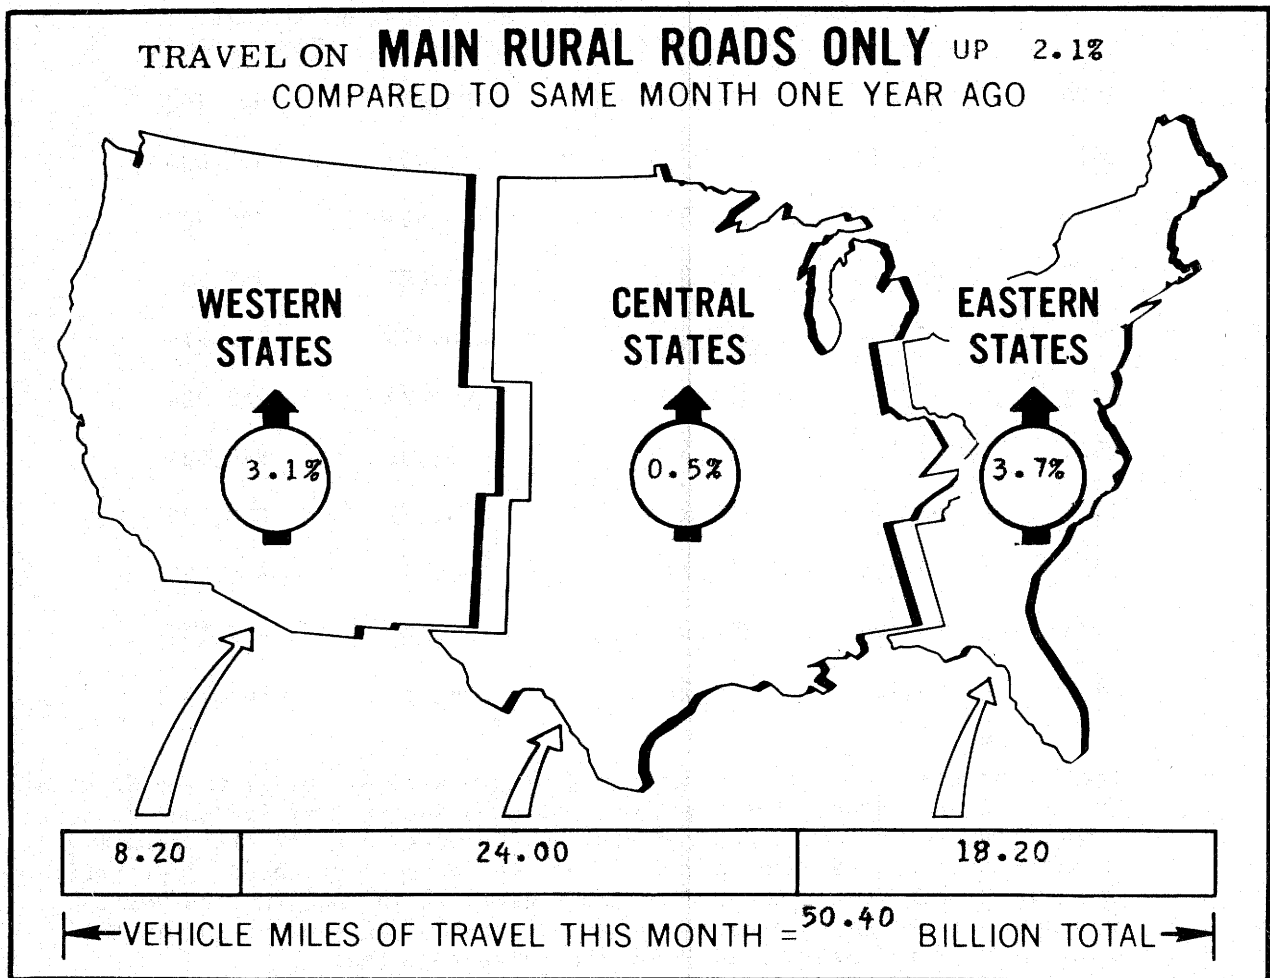 TRAVEL ON MAIN RURAL ROADS ONLY UP 2.1%
COMPARED TO SAME MONTH ONE YEAR AGO
WESTERN
STATES
3.1%
CENTRAL
STATES
0.5%
EASTERN
STATES
3.7%
8.20
24.00
18.20
VEHICLE MILES OF TRAVEL THIS MONTH = 50.40 BILLION TOTAL